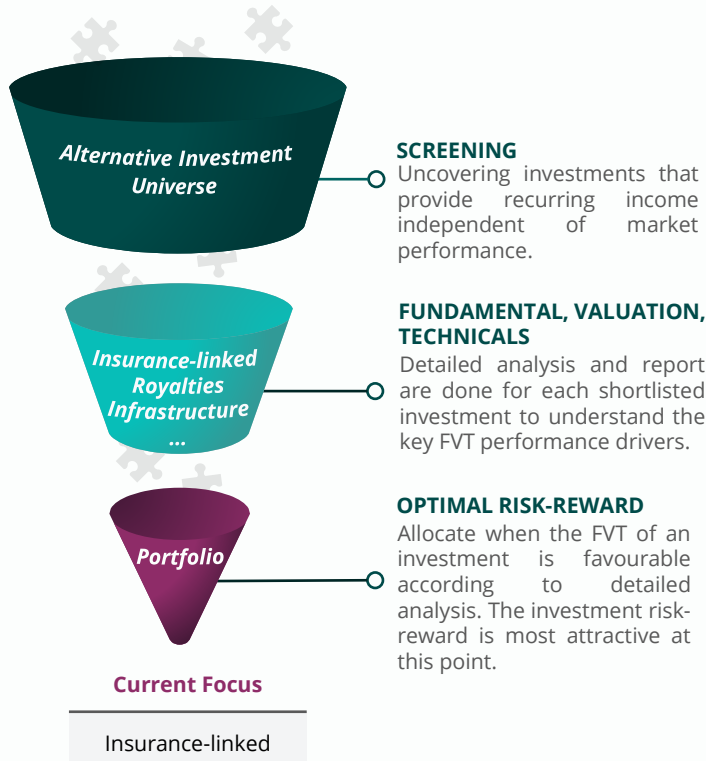 Alternative Investment
Universe
SCREENING
Uncovering investments that
provide recurring income
independent of market
performance.
Insurance-linked
Royalties
Infrastructure
...
FUNDAMENTAL, VALUATION,
TECHNICALS
Detailed analysis and report
are done for each shortlisted
investment to understand the
key FVT performance drivers.
Portfolio
OPTIMAL RISK-REWARD
Allocate when the FVT of an
investment is favourable
according to detailed
analysis. The investment risk-
reward is most attractive at
this point.
Current Focus
Insurance-linked